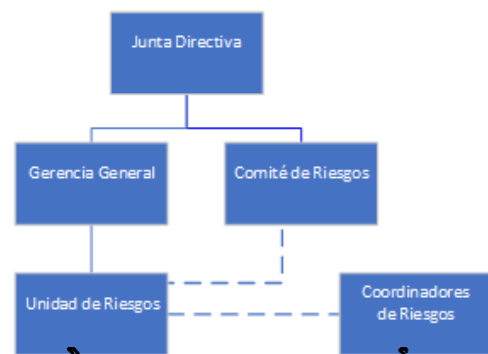 Junta Directiva
Gerencia General
Comité de Riesgos
Unidad de Riesgos
Coordinadores
de Riesgos